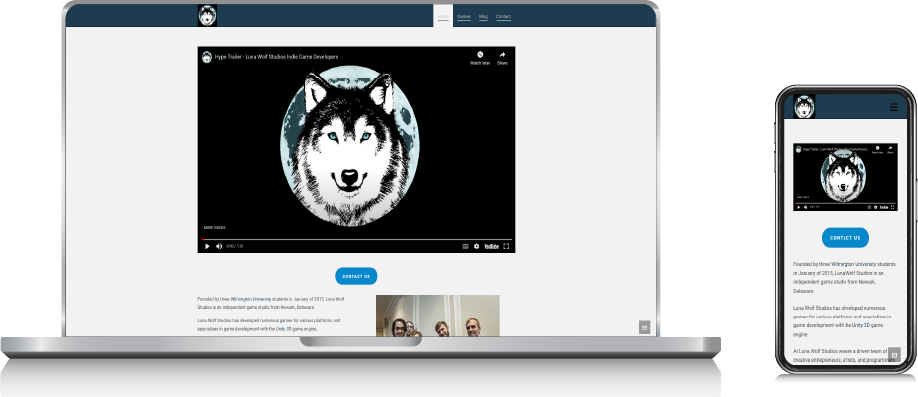 Home Games Blog Contact
Hype Trailer - Luna Wolf Studios Indie Game Developers
Watch later Share
MORE VIDEOS
0:00 / 1:31
YouTube
CONTACT US
Founded by three Wilmington University students in January of 2015, Luna Wolf
Studios is an independent game studio from Newark, Delaware.
Luna Wolf Studios has developed numerous games for various platforms and
specializes in game development with the Unity 3D game engine.
Hype Trailer - Luna Wolf Studios Indie Game Develo...
Watch later Share
YouTube
CONTACT US
Founded by three Wilmington University students
in January of 2015, LunaWolf Studios is an
independent game studio from Newark,
Delaware.
Luna Wolf Studios has developed numerous
games for various platforms and specializes in
game development with the Unity 3D game
engine.
At Luna Wolf Studios we are a driven team of
creative entrepreneurs, artists, and programmers